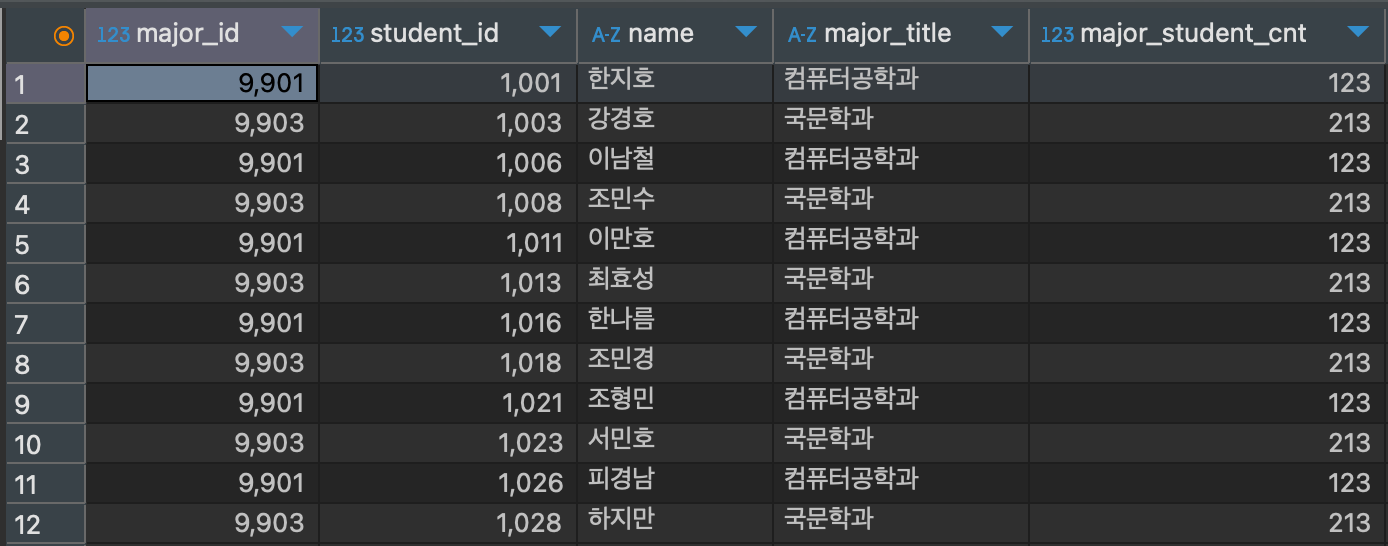 123 major_id 123 student_id A-Z name A-Z major_title 123 major_student_cnt
1 9,901 1,001 한지호 컴퓨터공학과 123
2 9,903 1,003 강경호 국문학과 213
3 9,901 1,006 이남철 컴퓨터공학과 123
4 9,903 1,008 조민수 국문학과 213
5 9,901 1,011 이만호 컴퓨터공학과 123
6 9,903 1,013 최효성 국문학과 213
7 9,901 1,016 한나름 컴퓨터공학과 123
8 9,903 1,018 조민경 국문학과 213
9 9,901 1,021 조형민 컴퓨터공학과 123
10 9,903 1,023 서민호 국문학과 213
11 9,901 1,026 피경남 컴퓨터공학과 123
12 9,903 1,028 하지만 국문학과 213